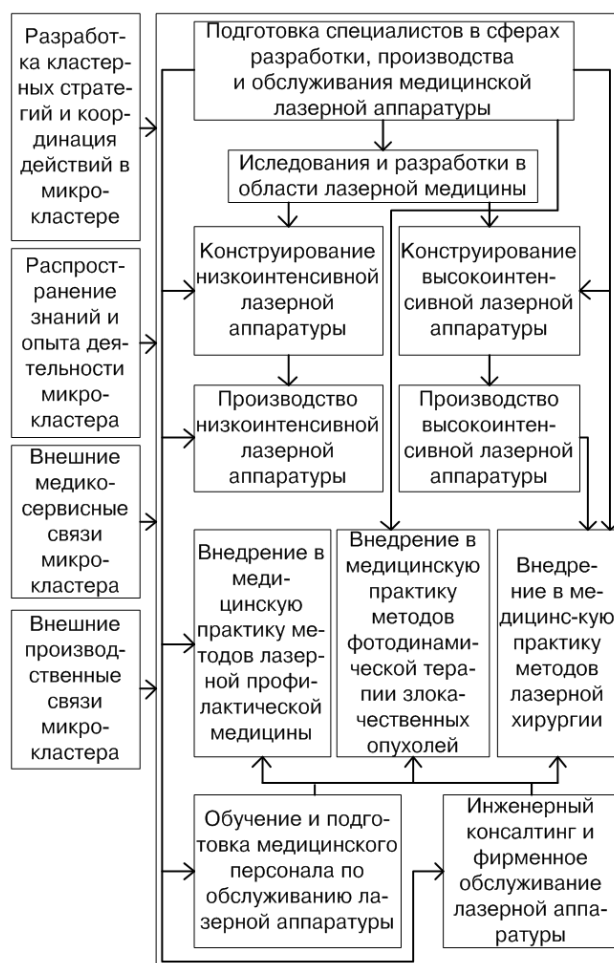 Разработ-
ка кластер-
ных страте-
гий и коор-
динация
действий в
микро-
кластере
Распрост-
ранение
знаний и
опыта дея-
тельности
микро-
кластера
Внешние
медико-
сервисные
связи
микро-
кластера
Внешние
производ-
ственные
связи
микро-
кластера
Подготовка специалистов в сферах
разработки, производства
и обслуживания медицинской
лазерной аппаратуры
Иследования и разработки в
области лазерной медицины
Конструирование
низкоинтенсивной
лазерной
аппаратуры
Конструирование
высокоинтен-
сивной лазерной
аппаратуры
Производство
низкоинтенсивной
лазерной
аппаратуры
Производство
высокоинтен-
сивной лазерной
аппаратуры
Внедрение в
меди-
цинскую
практику ме-
тодов лазер-
ной профи-
лактической
медицины
Внедрение в
медицинскую
практику
методов
фотодинами-
ческой тера-
пии злока-
чественных
опухолей
Внедре-
ние в ме-
дицинс-кую
практику
методов
лазерной
хирургии
Обучение и подго-
товка медицинского
персонала по
обслуживанию ла-
зерной аппаратуры
Инженерный
консалтинг и
фирменное
обслуживание
лазерной аппа-
ратуры